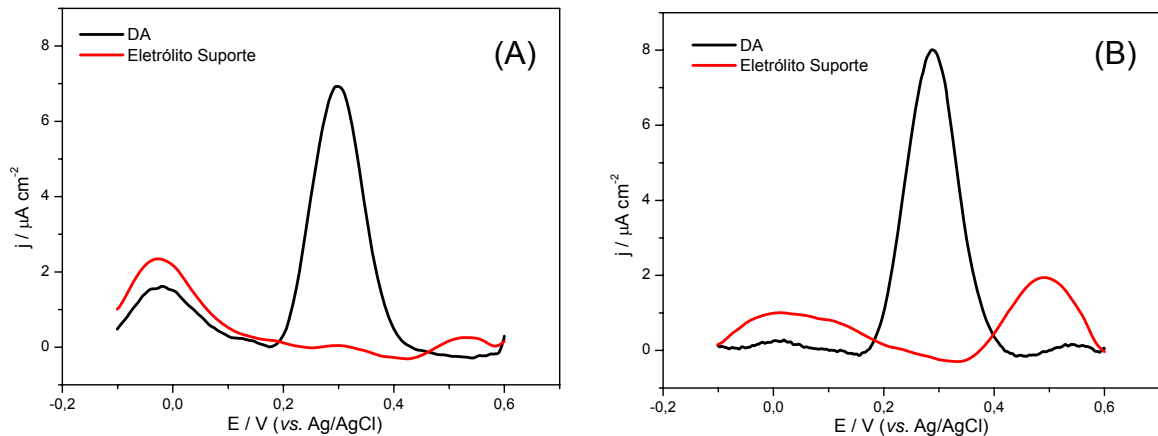 DA
Eletrólito Suporte
(A)
8
6
4
2
0
j / μA cm-2
-0,2
0,0
0,2
0,4
0,6
E / V (vs. Ag/AgCl)
DA
Eletrólito Suporte
(B)
8
6
4
2
0
j / μA cm-2
-0,2
0,0
0,2
0,4
0,6
E / V (vs. Ag/AgCl)